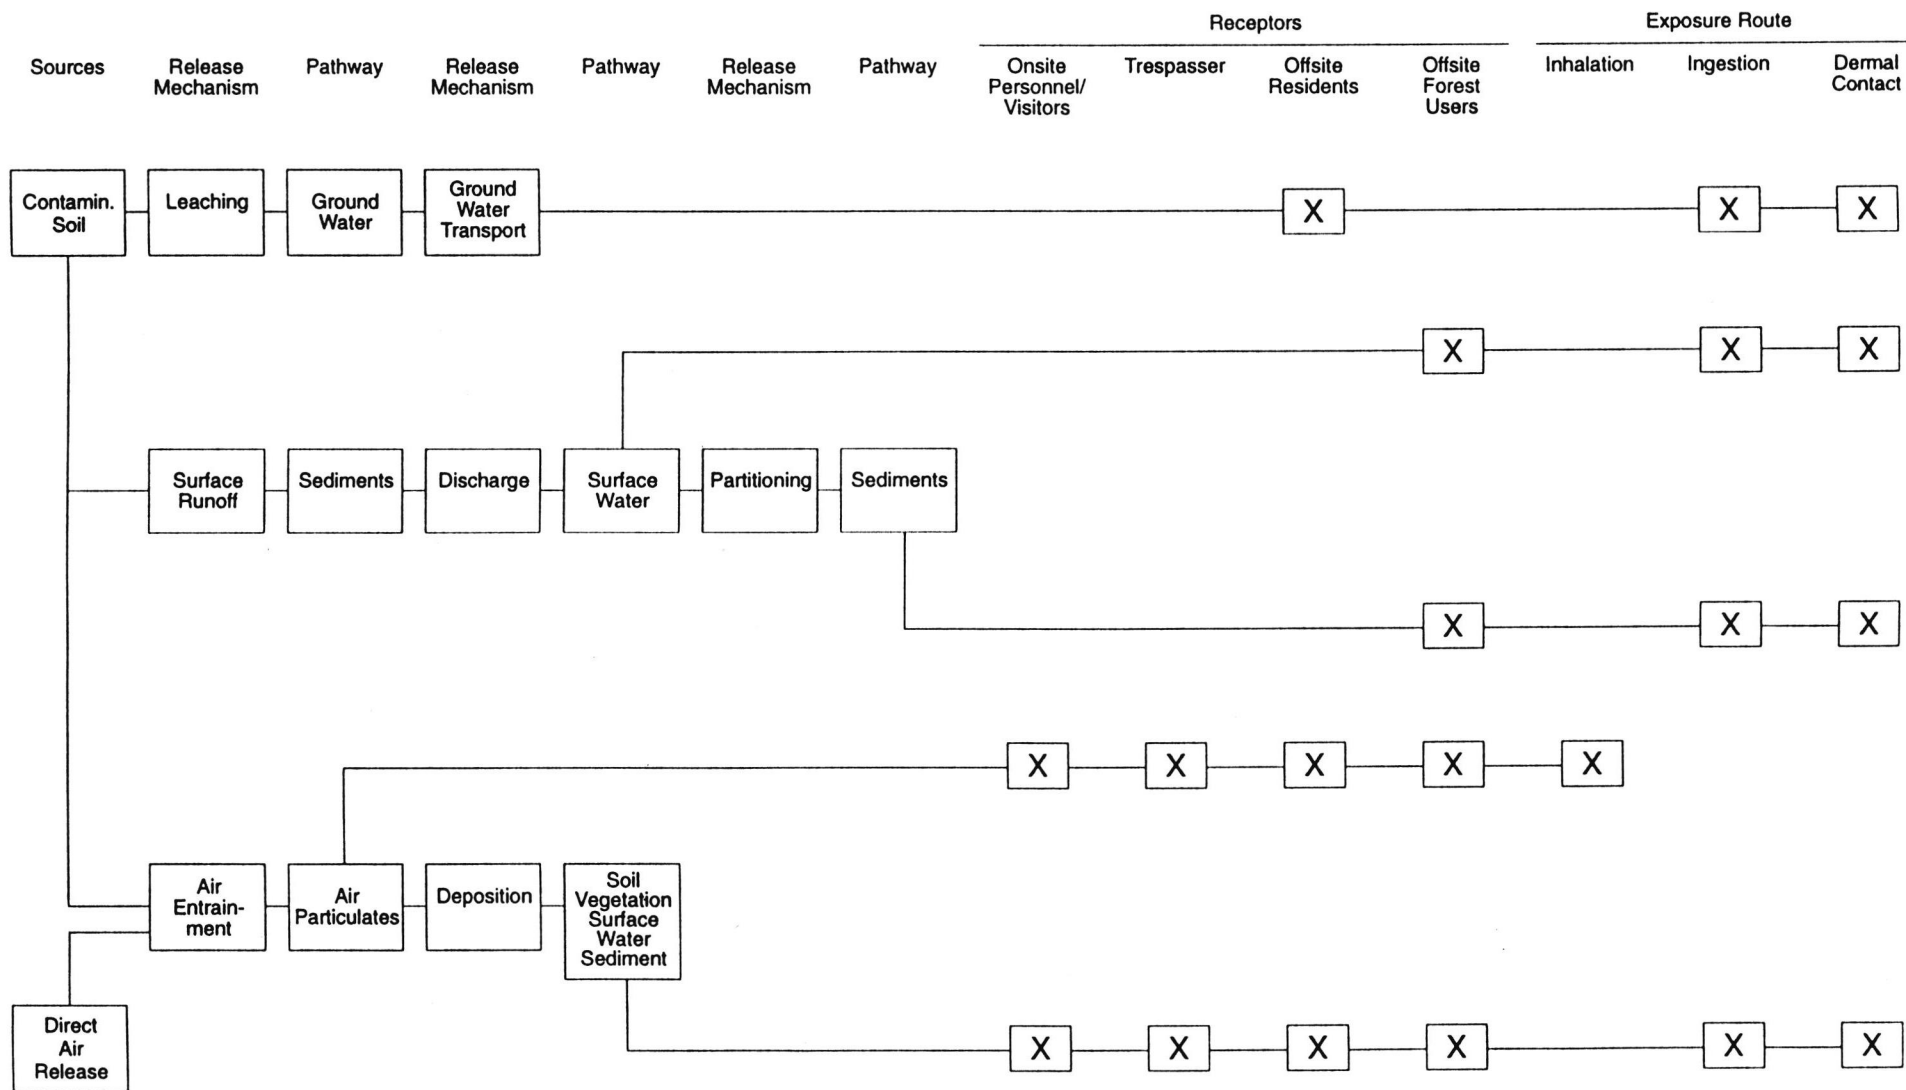 Receptors
Exposure Route
Sources
Release
Mechanism
Pathway
Release
Mechanism
Pathway
Release
Mechanism
Pathway
Onsite
Personnel/
Visitors
Trespasser
Offsite
Residents
Offsite
Forest
Users
Inhalation
Ingestion
Dermal
Contact
Contamin.
Soil
Leaching
Ground
Water
Ground
Water
Transport
X
X
X
X
X
X
Surface
Runoff
Sediments
Discharge
Surface
Water
Partitioning
Sediments
X
X
X
X
X
X
X
X
Air
Entrain-
ment
Air
Particulates
Deposition
Soil
Vegetation
Surface
Water
Sediment
Direct
Air
Release
X
X
X
X
X
X